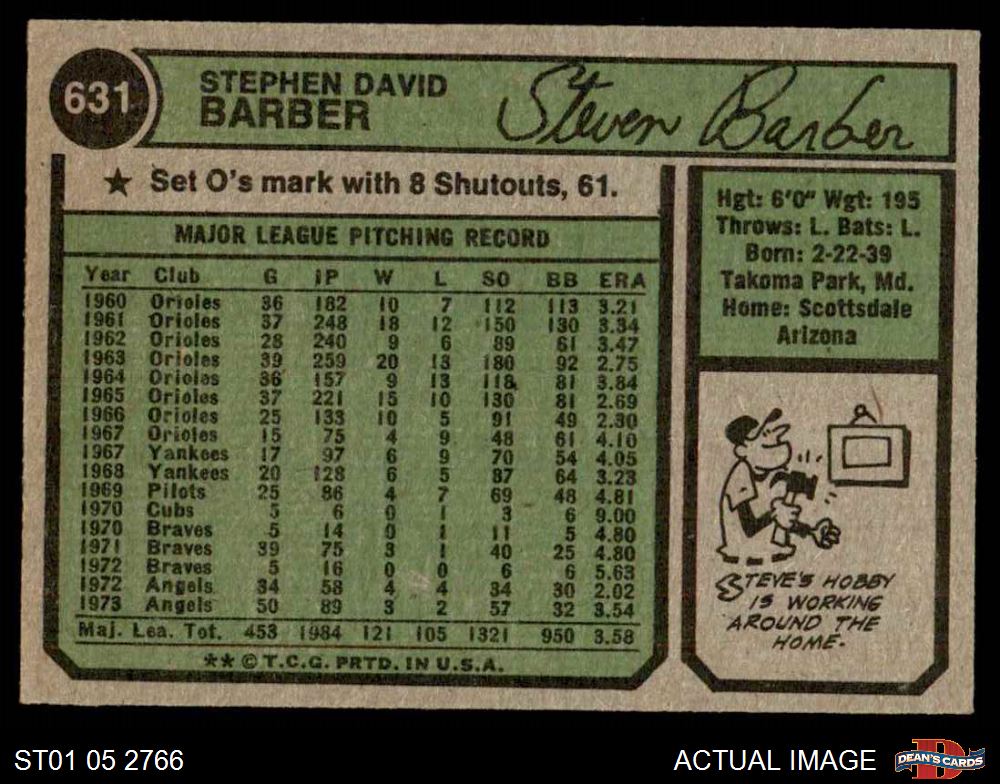 631
STEPHEN DAVID
BARBER
Steven Barber
★ Set O's mark with 8 Shutouts, 61.
MAJOR LEAGUE PITCHING RECORD
Year Club G IP W L SO BB ERA
1960 Orioles 36 182 10 7 112 113 3.21
1961 Orioles 37 248 18 12 150 130 3.34
1962 Orioles 28 240 9 6 89 61 3.47
1963 Orioles 39 259 20 13 180 92 2.75
1964 Orioles 36 157 9 13 118 81 3.84
1965 Orioles 37 221 15 10 130 81 2.69
1966 Orioles 25 133 10 5 91 49 2.30
1967 Orioles 15 75 4 9 48 61 4.10
1967 Yankees 17 97 6 9 70 54 4.05
1968 Yankees 20 128 6 5 87 64 3.23
1969 Pilots 25 86 4 7 69 48 4.81
1970 Cubs 5 6 0 1 3 6 9.00
1970 Braves 5 14 0 1 11 5 4.80
1971 Braves 39 75 3 1 40 25 4.80
1972 Braves 5 16 0 0 6 6 5.63
1972 Angels 34 58 4 4 34 30 2.02
1973 Angels 50 89 3 2 57 32 3.54
Maj. Lea. Tot. 453 1984 121 105 1321 950 3.58
★★ © T.C.G. PRTD. IN U.S.A.
Hgt: 6'0" Wgt: 195
Throws: L. Bats: L.
Born: 2-22-39
Takoma Park, Md.
Home: Scottsdale
Arizona
STEVE'S HOBBY
IS WORKING
AROUND THE
HOME.
ST01 05 2766
ACTUAL IMAGE
D
DEAN'S CARDS